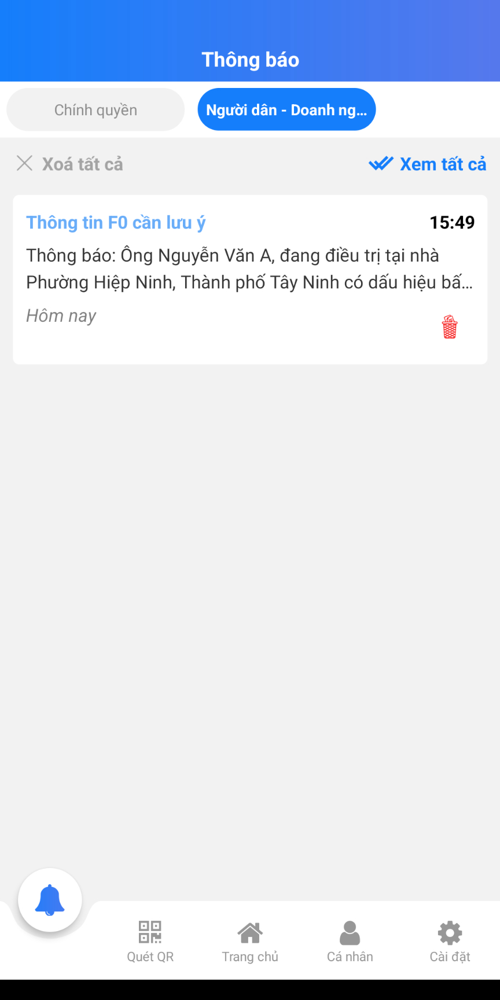 Thông báo
Chính quyền
Người dân - Doanh ng...
Xoá tất cả
Xem tất cả
Thông tin F0 cần lưu ý
15:49
Thông báo: Ông Nguyễn Văn A, đang điều trị tại nhà
Phường Hiệp Ninh, Thành phố Tây Ninh có dấu hiệu bấ...
Hôm nay
Quét QR
Trang chủ
Cá nhân
Cài đặt